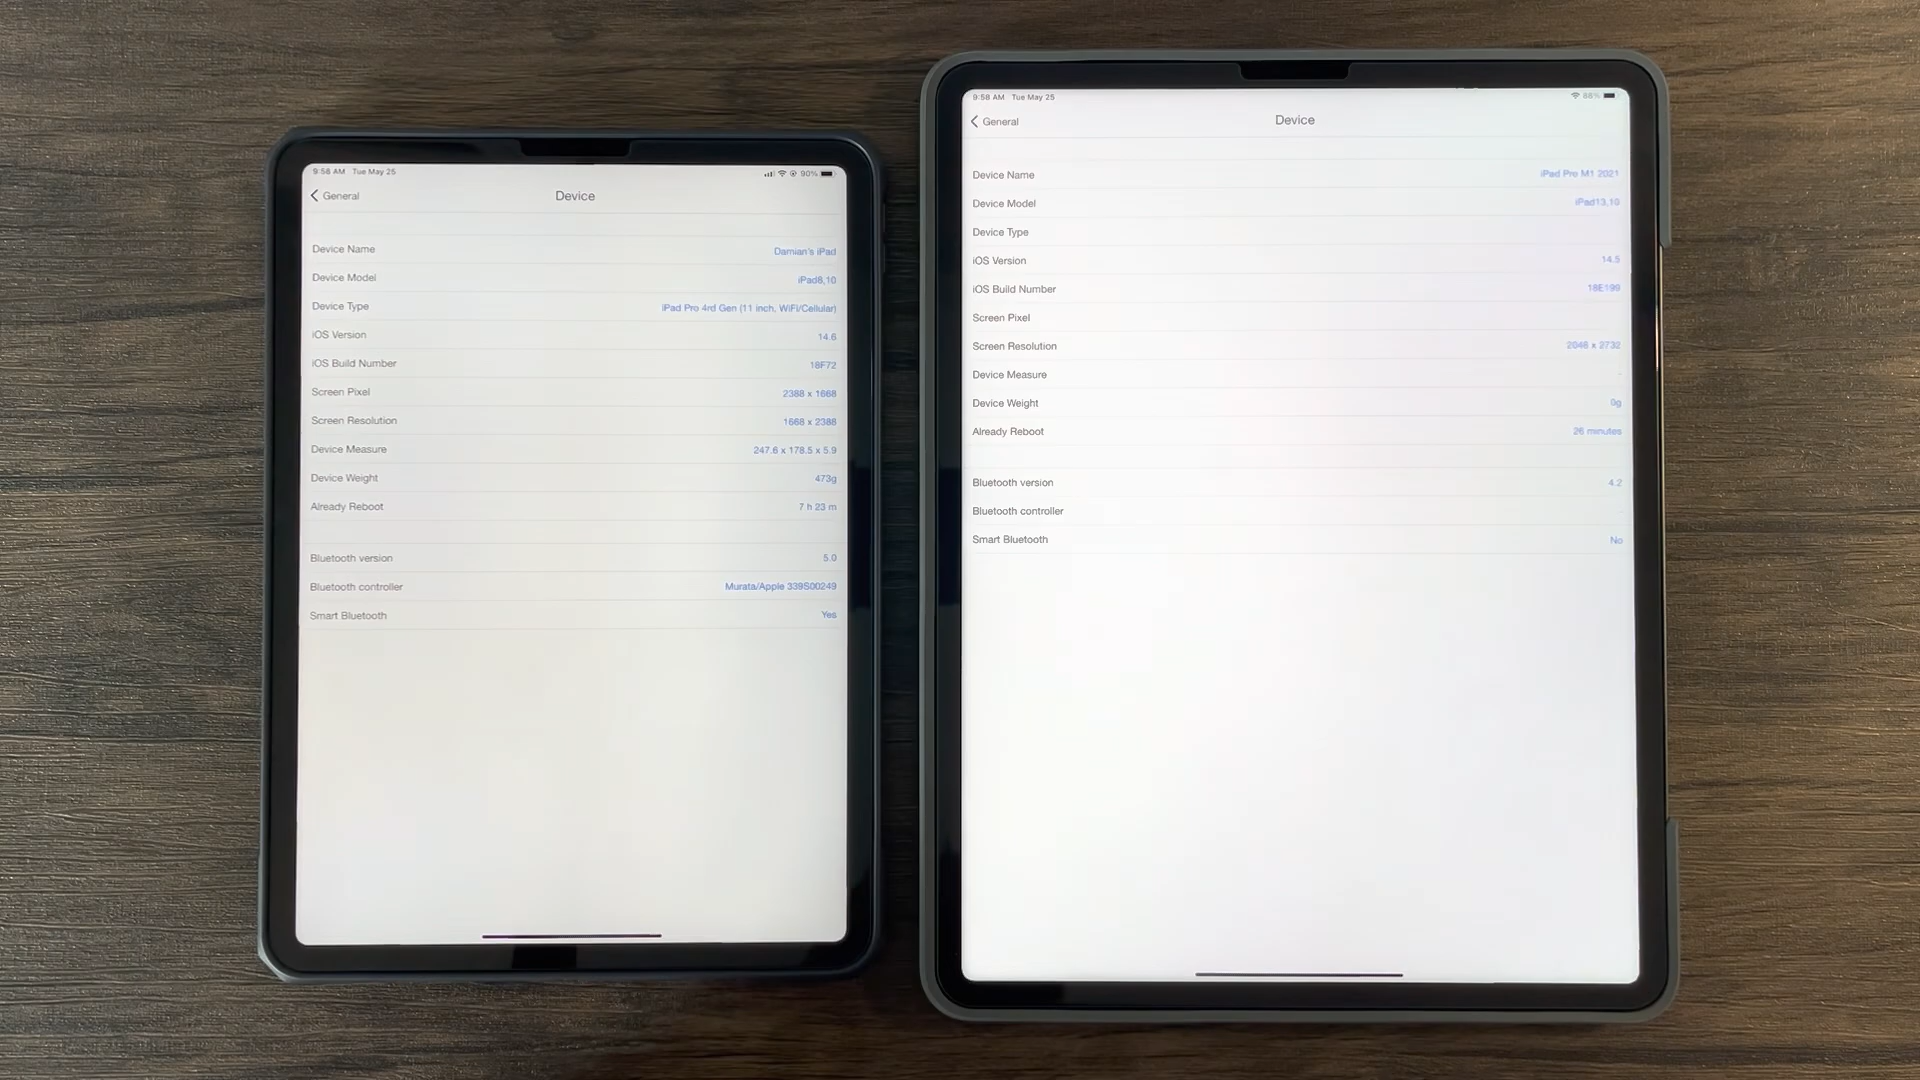 9:58 AM Tue May 25
90%
General
Device
Device Name Damian's iPad
Device Model iPad8,10
Device Type iPad Pro 4rd Gen (11 inch, WiFi/Cellular)
iOS Version 14.6
iOS Build Number 18F72
Screen Pixel 2388 x 1668
Screen Resolution 1668 x 2388
Device Measure 247.6 x 178.5 x 5.9
Device Weight 473g
Already Reboot 7 h 23 m
Bluetooth version 5.0
Bluetooth controller Murata/Apple 339S00249
Smart Bluetooth Yes
9:58 AM Tue May 25
88%
General
Device
Device Name iPad Pro M1 2021
Device Model iPad13,10
Device Type
iOS Version 14.5
iOS Build Number 18E199
Screen Pixel
Screen Resolution 2048 x 2732
Device Measure -
Device Weight 0g
Already Reboot 26 minutes
Bluetooth version 4.2
Bluetooth controller
Smart Bluetooth No